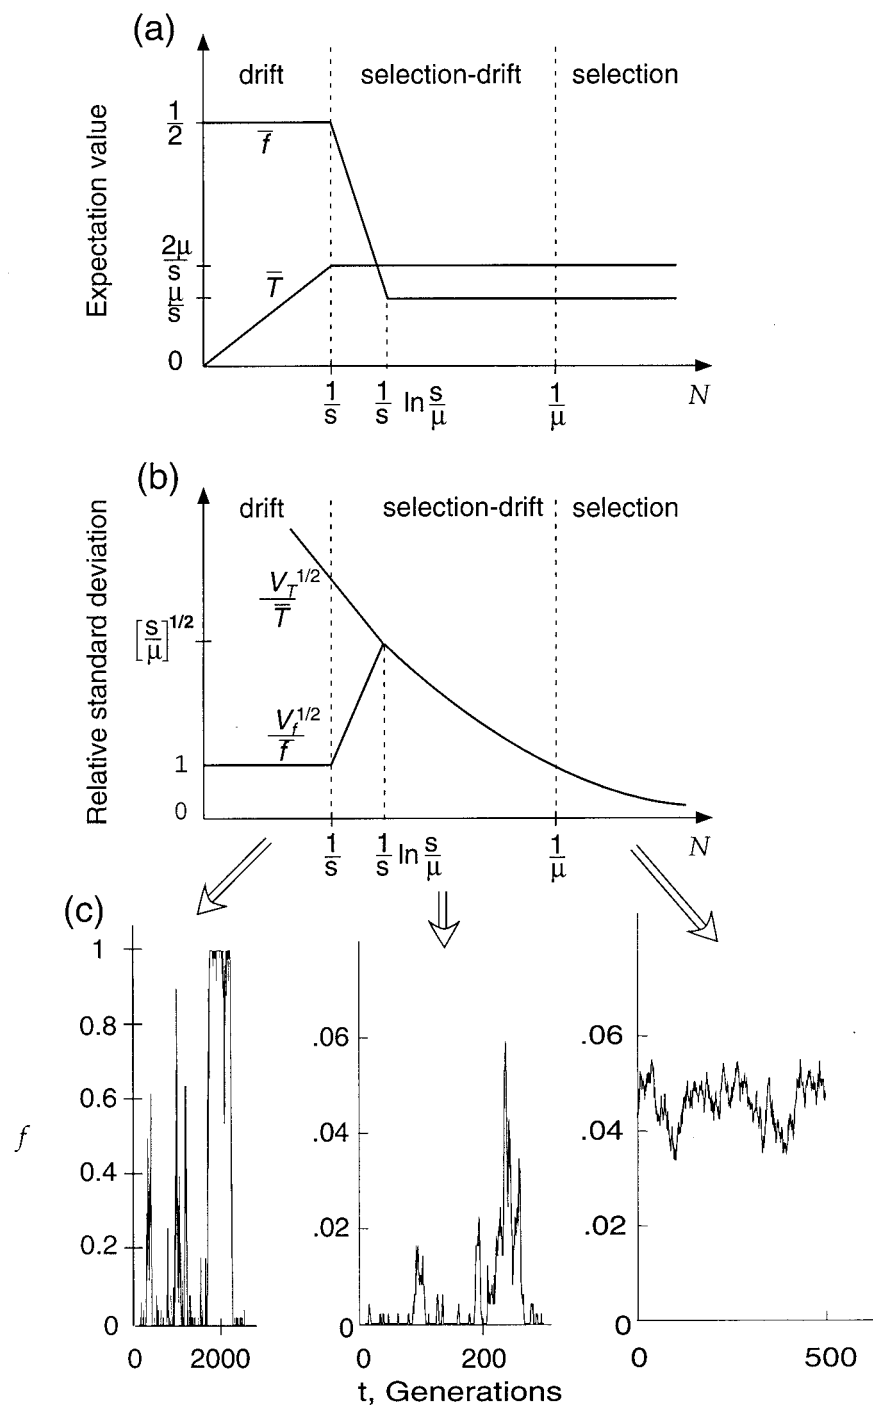 (a)
drift selection-drift selection
Expectation value
1/2
f̅
2μ/s
T̅
μ/s
0
1/s 1/s ln s/μ 1/μ N
(b)
drift selection-drift selection
Relative standard deviation
V_T^1/2 / T̅
[s/μ]^1/2
V_f^1/2 / f̅
1
0
1/s 1/s ln s/μ 1/μ N
(c)
1
0.8
0.6
0.4
0.2
0
f
0 2000
.06
.04
.02
0
0 200
.06
.04
.02
0
0 500
t, Generations